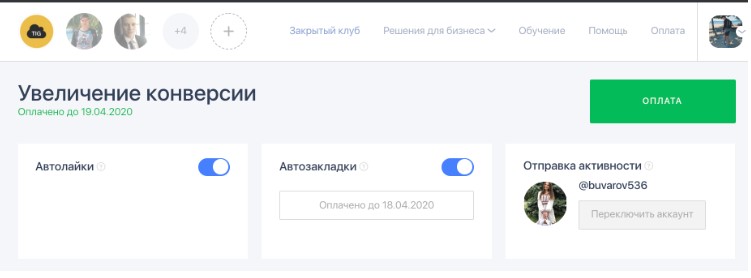 TIG
+4
+
Закрытый клуб
Решения для бизнеса
Обучение
Помощь
Оплата
Увеличение конверсии
Оплачено до 19.04.2020
ОПЛАТА
Автолайки ?
Автозакладки ?
Оплачено до 18.04.2020
Отправка активности ?
@buvarov536
Переключить аккаунт